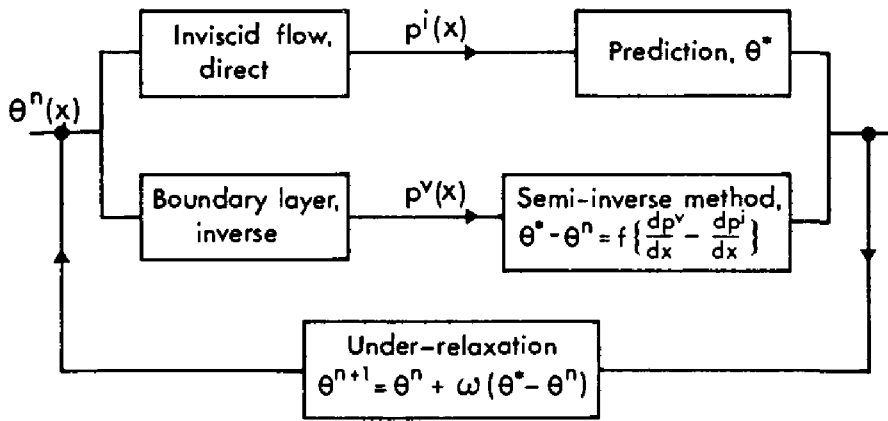 θⁿ(x)
Inviscid flow,
direct
pⁱ(x)
Prediction, θ*
Boundary layer,
inverse
pᵛ(x)
Semi-inverse method,
θ* - θⁿ = f { dpᵛ/dx - dpⁱ/dx }
Under-relaxation
θⁿ⁺¹ = θⁿ + ω (θ* - θⁿ)